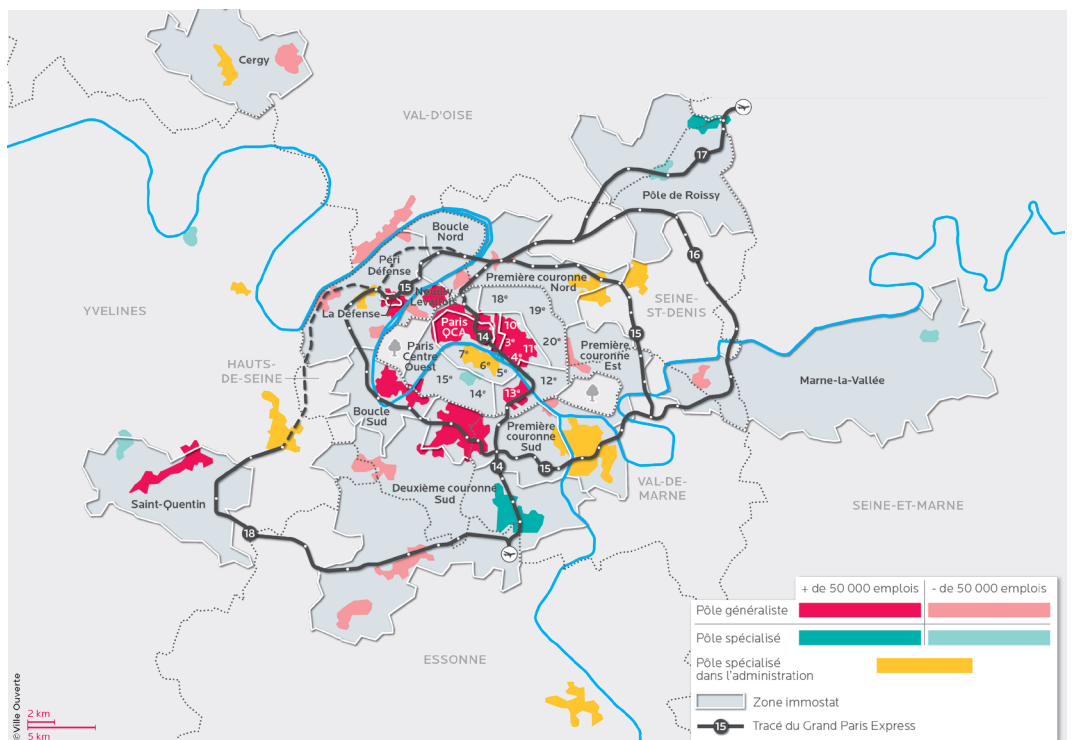 Cergy
VAL-D'OISE
17
Pôle de Roissy
Boucle
Nord
16
Péri
Défense
15
Première couronne
Nord
Neuilly
Levallois
YVELINES
La Défense
18e
19e
SEINE-
ST-DENIS
Paris
QCA
14
10e
3e
11e
4e
20e
15
Paris
Centre
Ouest
7e
6e
5e
Première
couronne
Est
HAUTS-
DE-SEINE
15e
14e
12e
13e
Marne-la-Vallée
Boucle
Sud
Première
couronne
Sud
14
15
VAL-DE-
MARNE
Deuxième couronne
Sud
Saint-Quentin
SEINE-ET-MARNE
18
ESSONNE
+ de 50 000 emplois
- de 50 000 emplois
Pôle généraliste
Pôle spécialisé
Pôle spécialisé
dans l'administration
Zone immostat
15
Tracé du Grand Paris Express
2 km
5 km
©Ville Ouverte